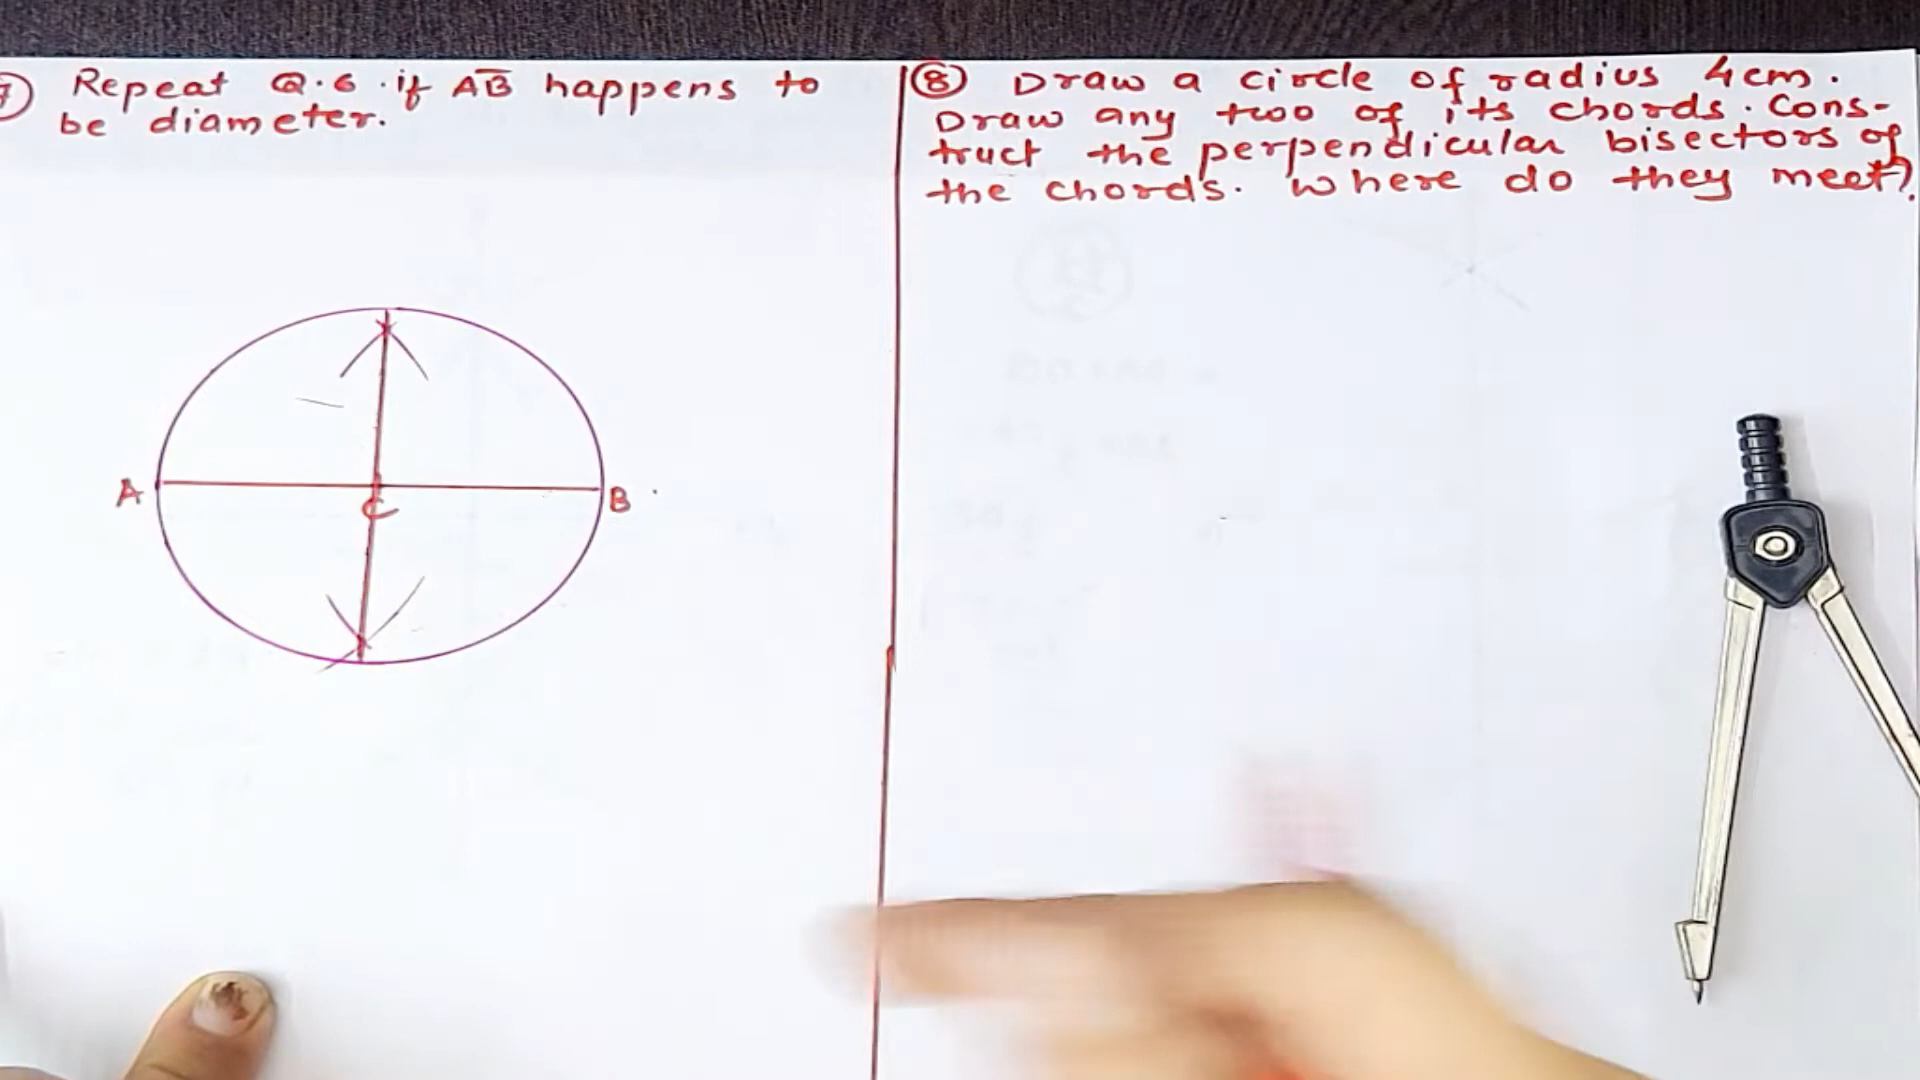 7 Repeat Q.6 if A̅B̅ happens to
be diameter.
A
C
B
8 Draw a circle of radius 4cm.
Draw any two of its chords. Cons-
truct the perpendicular bisectors of
the chords. Where do they meet?